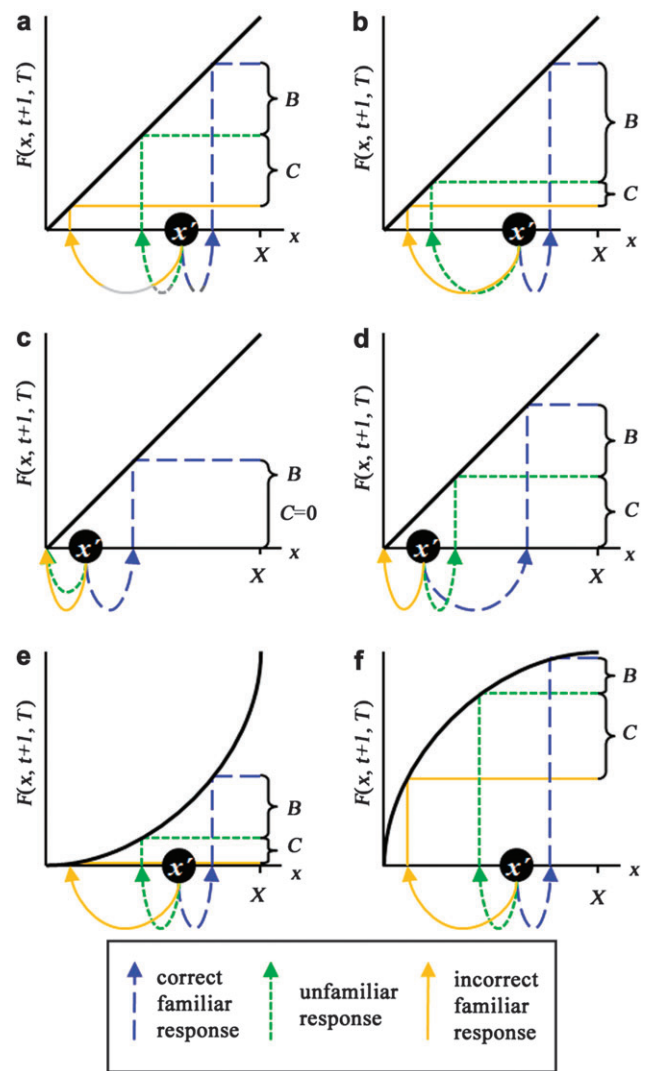 a
F(x, t+1, T)
B
C
x′
X
x
b
F(x, t+1, T)
B
C
x′
X
x
c
F(x, t+1, T)
B
C=0
x′
X
x
d
F(x, t+1, T)
B
C
x′
X
x
e
F(x, t+1, T)
B
C
x′
X
x
f
F(x, t+1, T)
B
C
x′
X
x
correct
familiar
response
unfamiliar
response
incorrect
familiar
response